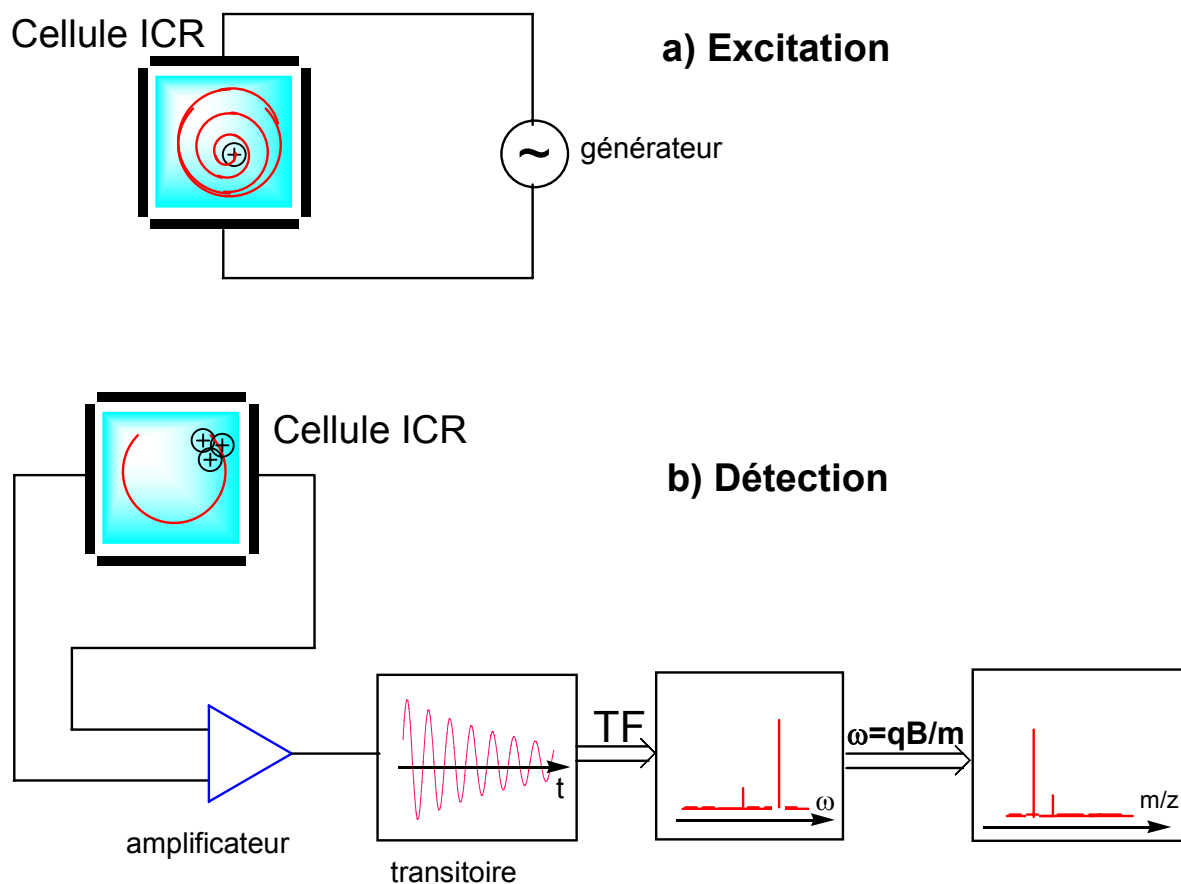 Cellule ICR
a) Excitation
~
générateur
+
Cellule ICR
+ +
+
b) Détection
TF
ω=qB/m
t
ω
m/z
amplificateur
transitoire